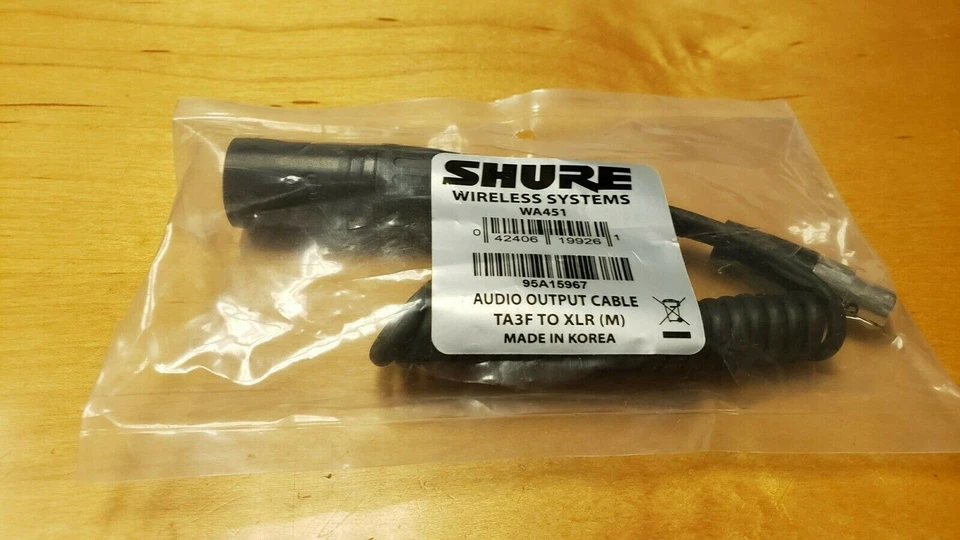 SHURE
WIRELESS SYSTEMS
WA451
0 42406 19926 1
95A15967
AUDIO OUTPUT CABLE
TA3F TO XLR (M)
MADE IN KOREA